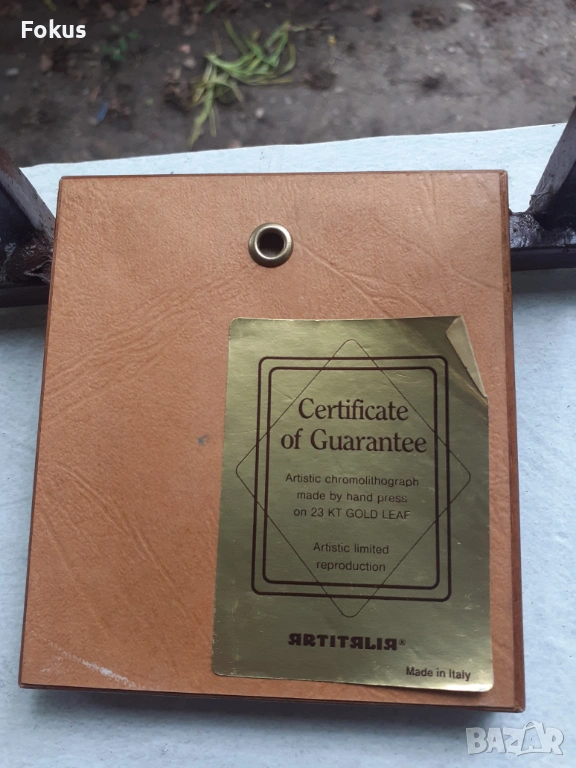 Fokus
Certificate
of Guarantee
Artistic chromolithograph
made by hand press
on 23 KT GOLD LEAF
Artistic limited
reproduction
ARTITALIA®
Made in Italy
BAZAR